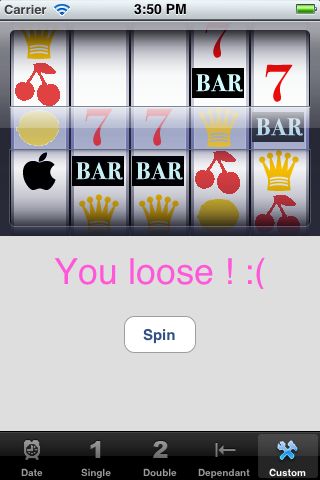 Carrier 3:50 PM
7
BAR 7
7 7 BAR
BAR BAR
You loose ! :(
Spin
1 2
Date Single Double Dependant Custom